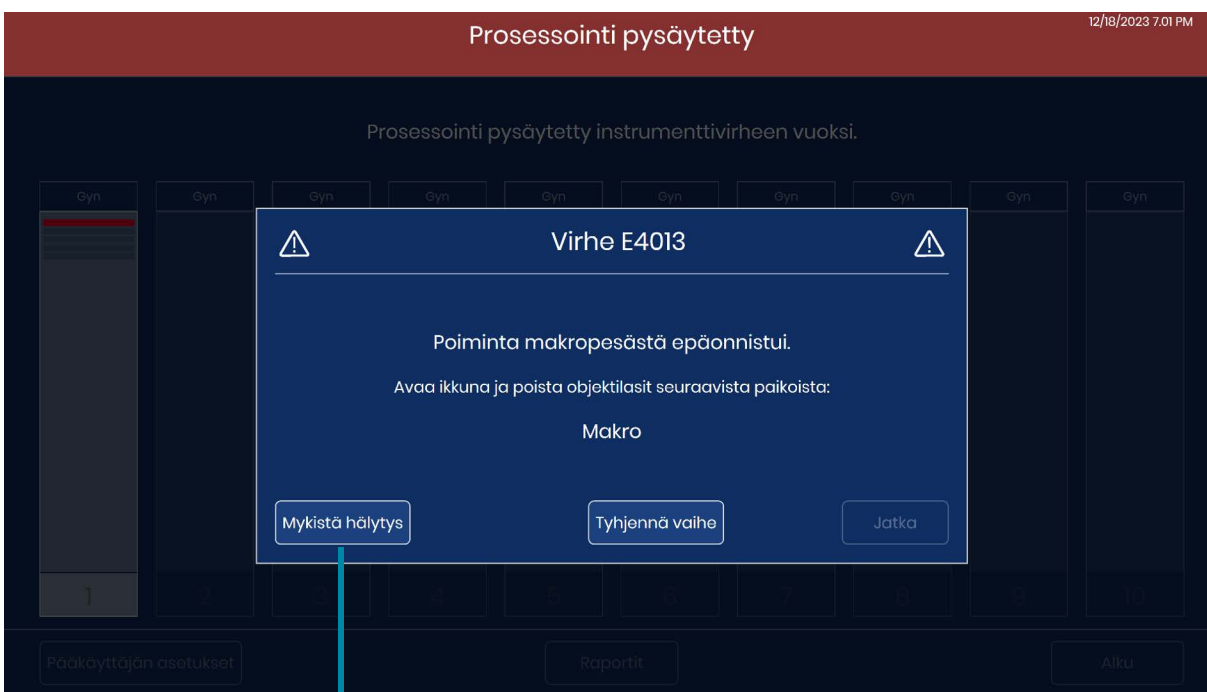 Prosessointi pysäytetty
12/18/2023 7.01 PM
Prosessointi pysäytetty instrumenttivirheen vuoksi.
Gyn Gyn Gyn Gyn Gyn Gyn Gyn Gyn Gyn Gyn
Virhe E4013
Poiminta makropesästä epäonnistui.
Avaa ikkuna ja poista objektilasit seuraavista paikoista:
Makro
Mykistä hälytys Tyhjennä vaihe Jatka
1 2 3 4 5 6 7 8 9 10
Pääkäyttäjän asetukset Raportit Alku